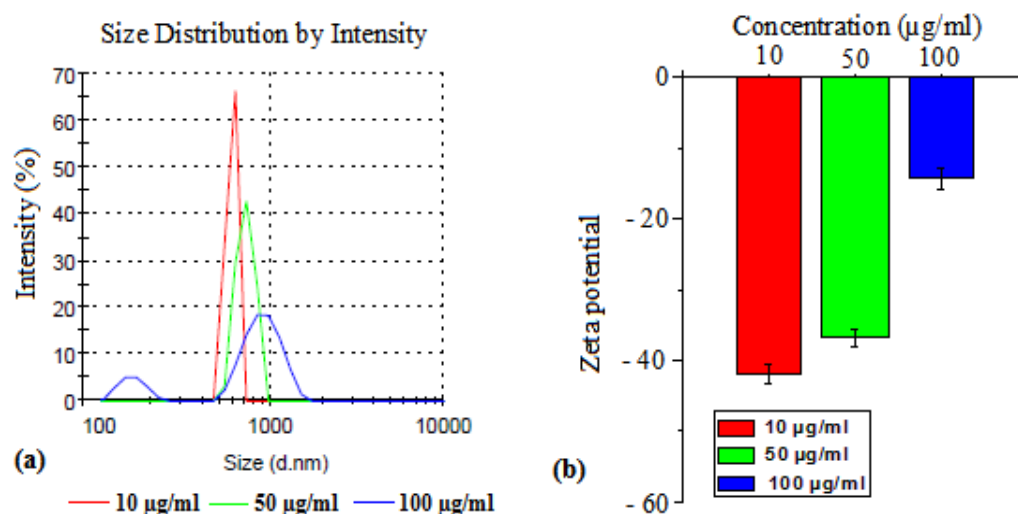 Size Distribution by Intensity
70
60
50
40
30
20
10
0
Intensity (%)
100 1000 10000
Size (d.nm)
(a)
10 µg/ml 50 µg/ml 100 µg/ml
Concentration (µg/ml)
10 50 100
0
- 20
- 40
- 60
Zeta potential
10 µg/ml
50 µg/ml
100 µg/ml
(b)